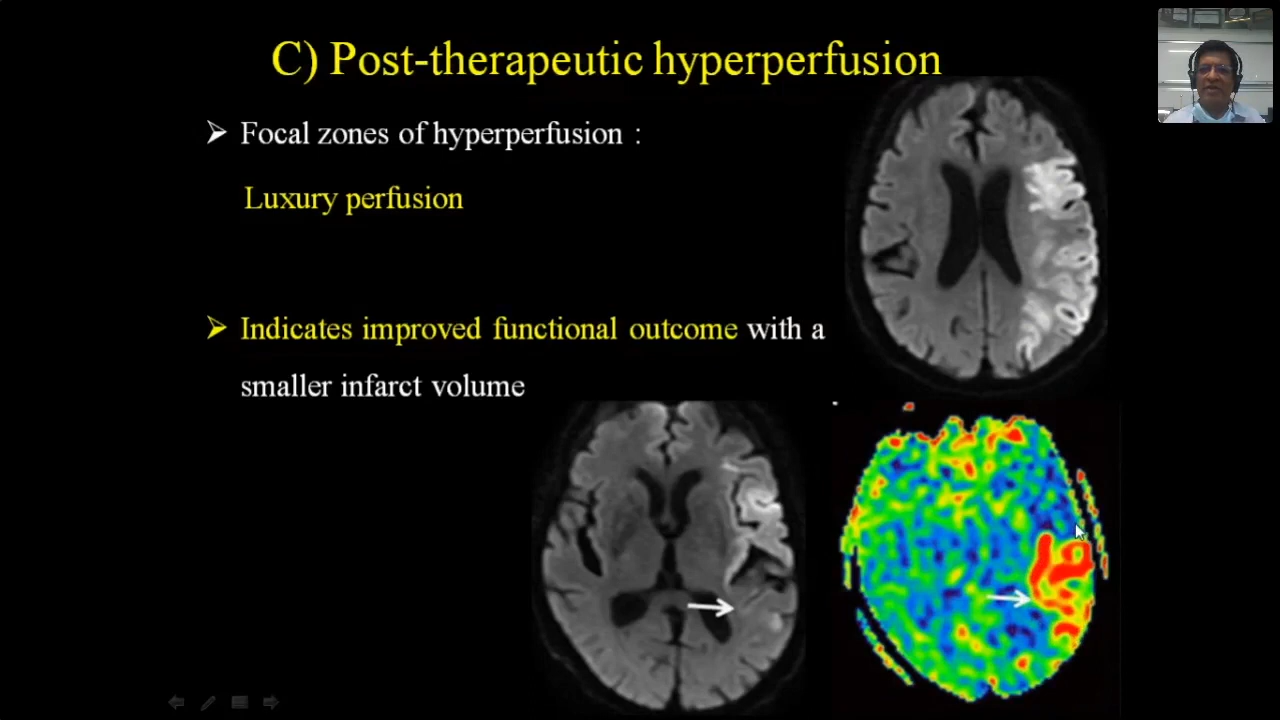 C) Post-therapeutic hyperperfusion
➢ Focal zones of hyperperfusion :
Luxury perfusion
➢ Indicates improved functional outcome with a
smaller infarct volume